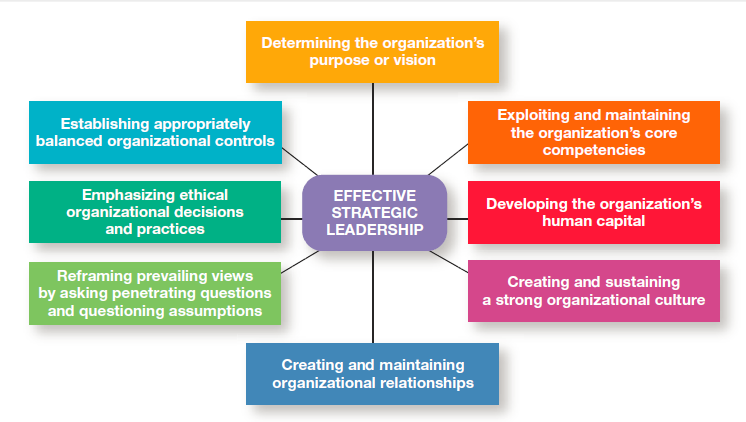 Determining the organization's
purpose or vision
Establishing appropriately
balanced organizational controls
Exploiting and maintaining
the organization's core
competencies
Emphasizing ethical
organizational decisions
and practices
EFFECTIVE
STRATEGIC
LEADERSHIP
Developing the organization's
human capital
Reframing prevailing views
by asking penetrating questions
and questioning assumptions
Creating and sustaining
a strong organizational culture
Creating and maintaining
organizational relationships